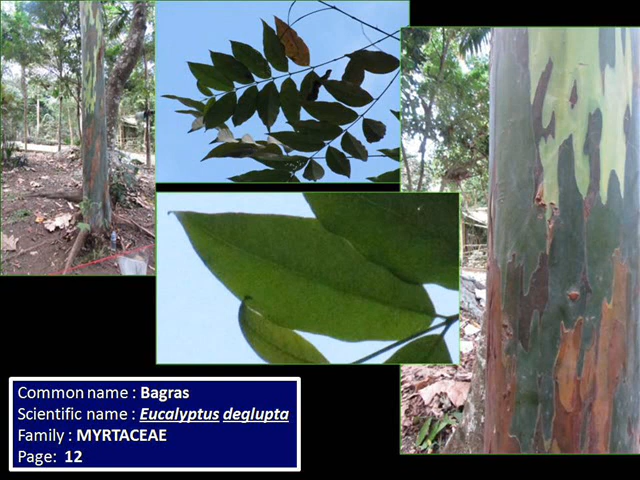 Common name : Bagras
Scientific name : Eucalyptus deglupta
Family : MYRTACEAE
Page: 12